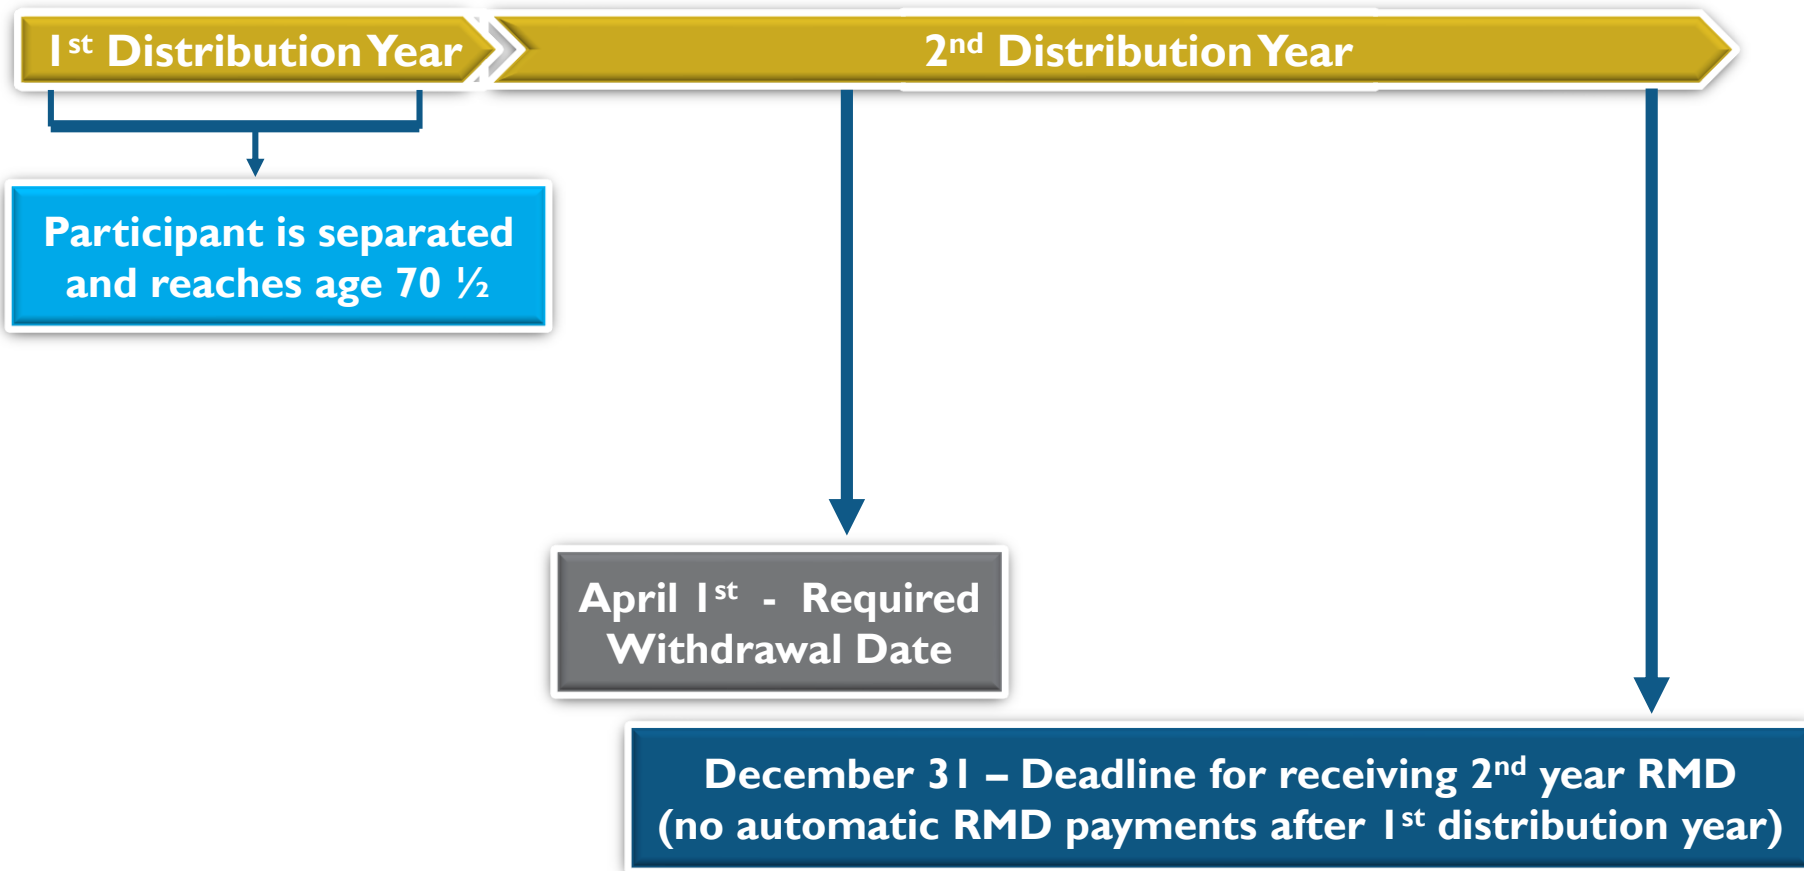 1st Distribution Year
2nd Distribution Year
Participant is separated
and reaches age 70 ½
April 1st - Required
Withdrawal Date
December 31 – Deadline for receiving 2nd year RMD
(no automatic RMD payments after 1st distribution year)